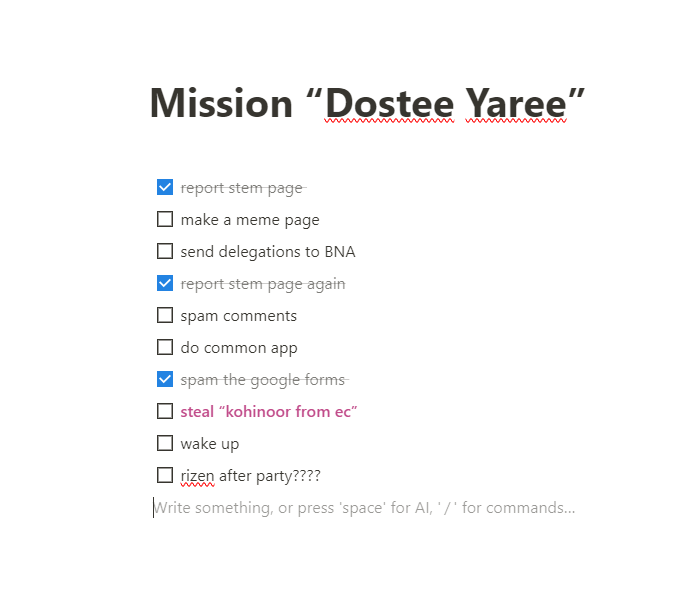 Mission “Dostee Yaree”
report stem page
make a meme page
send delegations to BNA
report stem page again
spam comments
do common app
spam the google forms
steal “kohinoor from ec”
wake up
rizen after party????
Write something, or press 'space' for AI, '/' for commands...